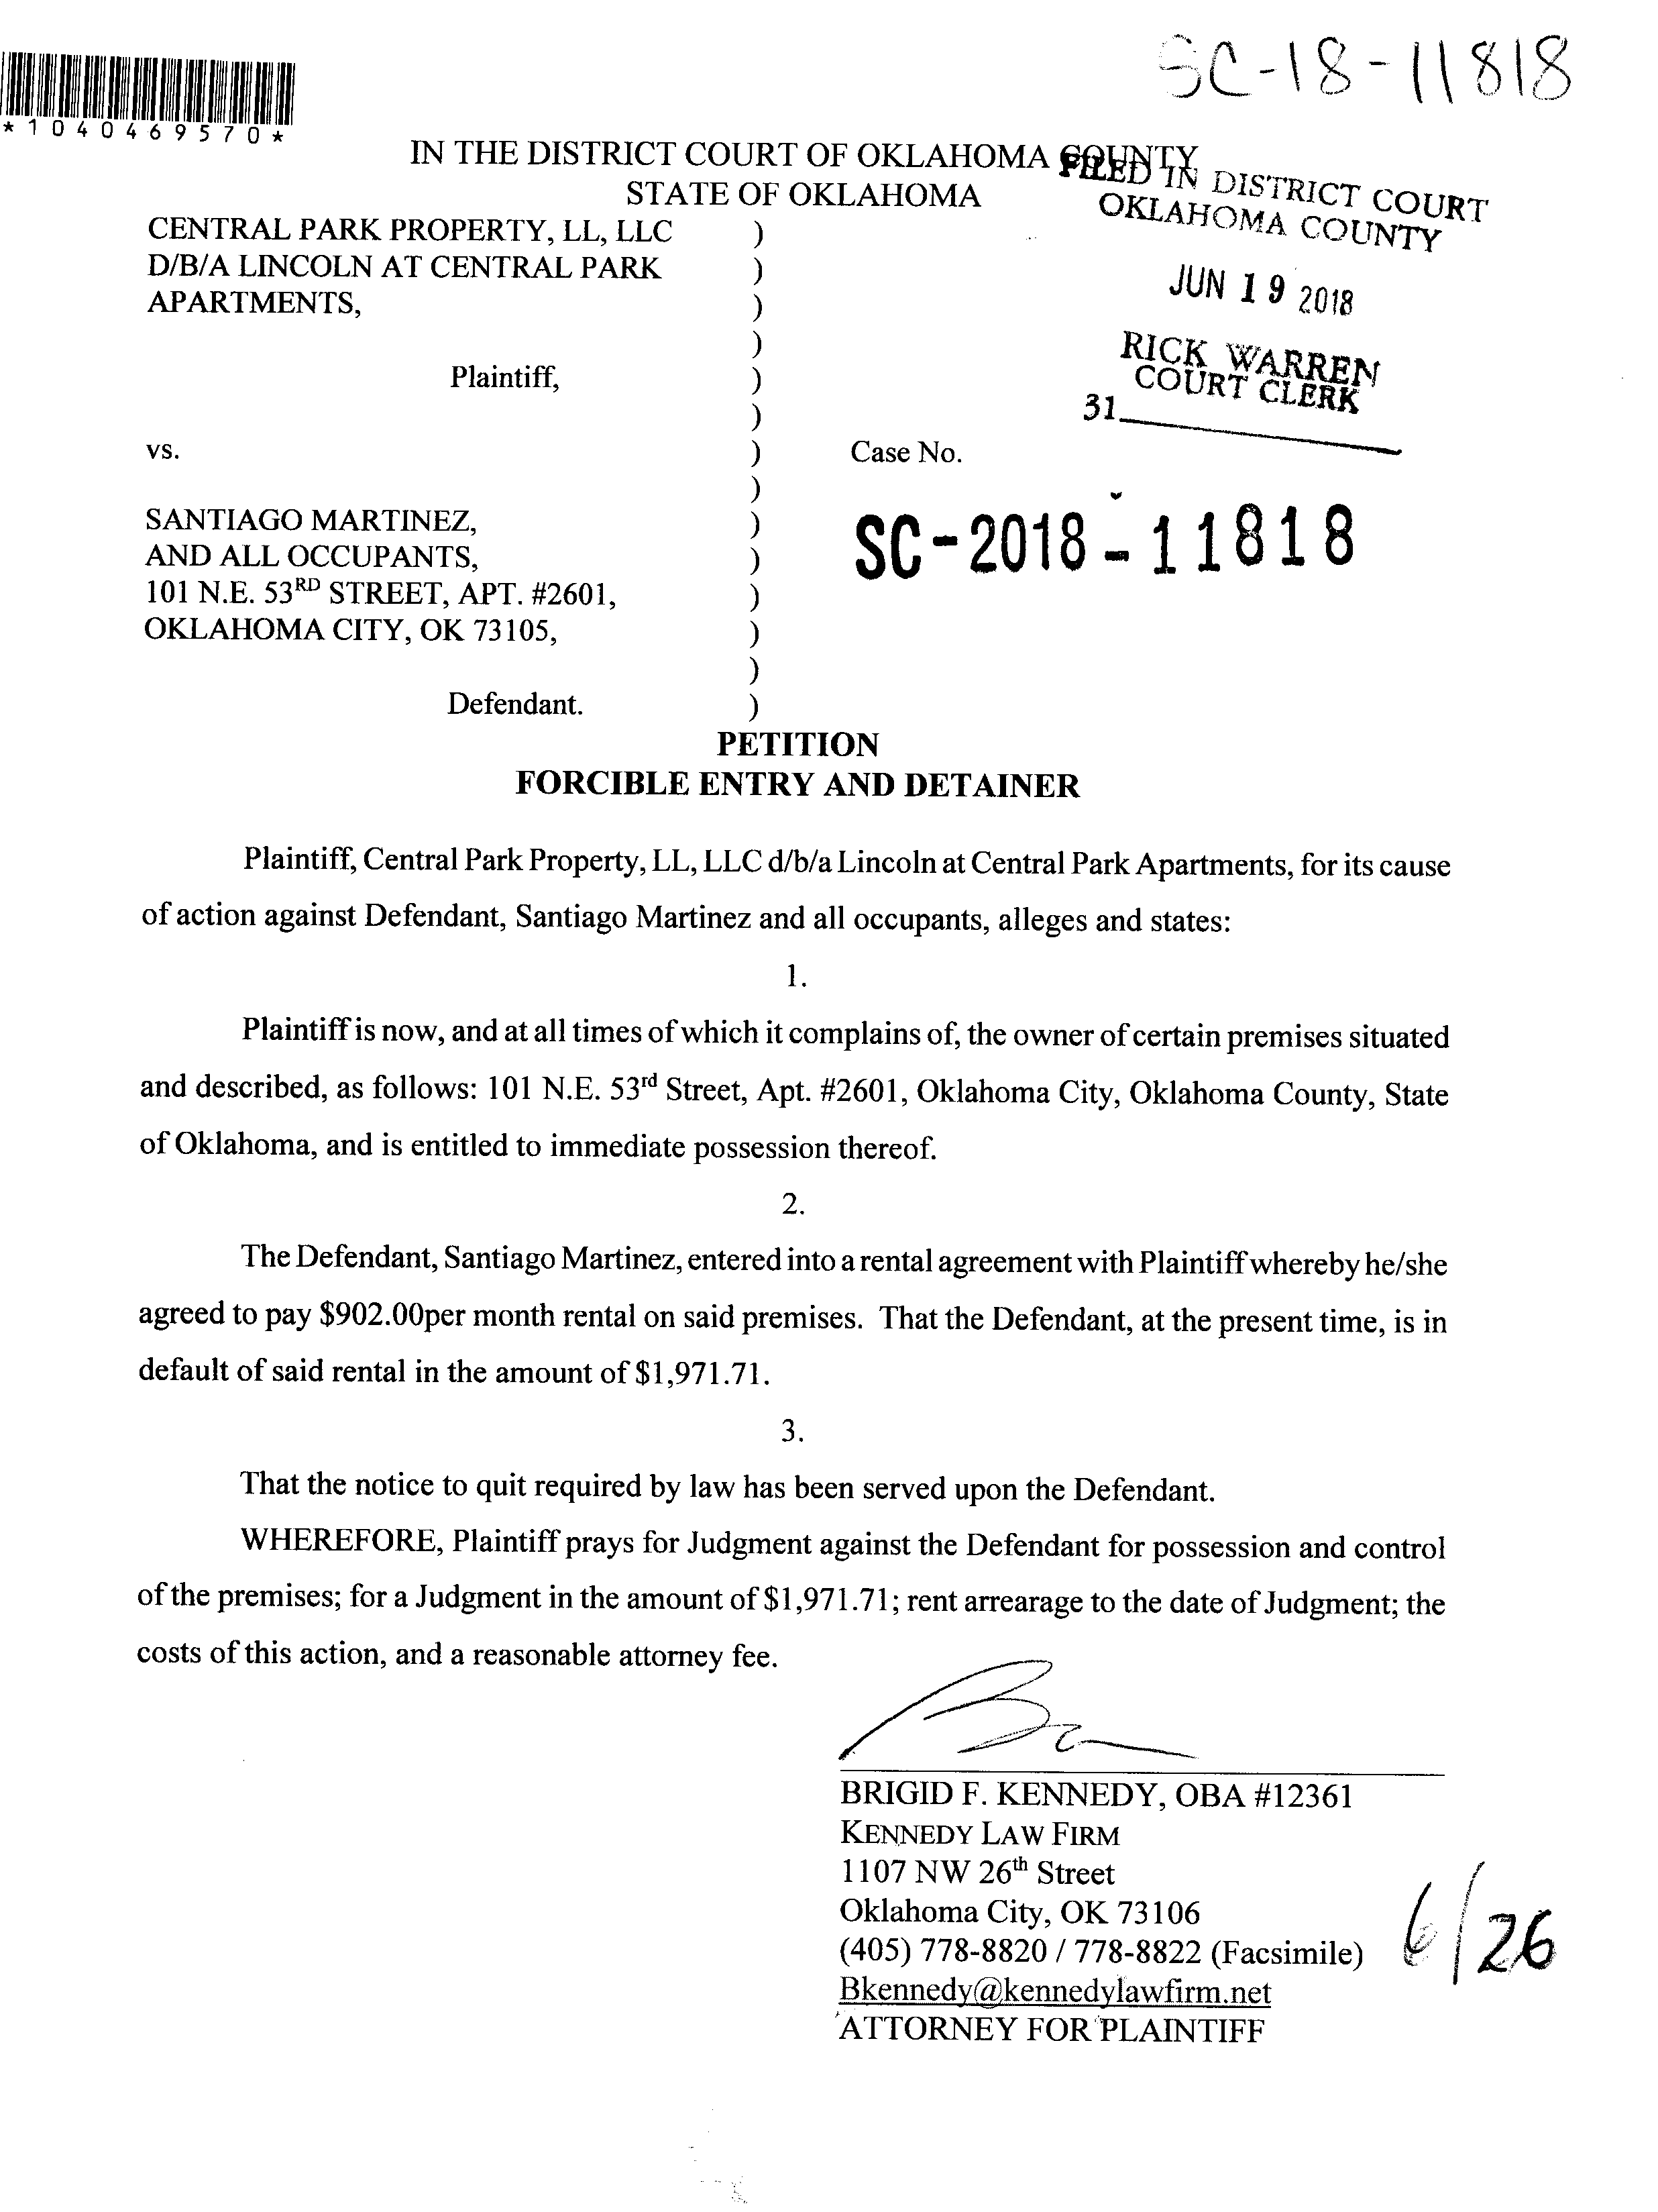 SC-18-11818
*1040469570*
IN THE DISTRICT COURT OF OKLAHOMA COUNTY
STATE OF OKLAHOMA
FILED IN DISTRICT COURT
OKLAHOMA COUNTY
JUN 19 2018
RICK WARREN
COURT CLERK
31
CENTRAL PARK PROPERTY, LL, LLC )
D/B/A LINCOLN AT CENTRAL PARK )
APARTMENTS, )
)
Plaintiff, )
)
vs. ) Case No.
)
SANTIAGO MARTINEZ, ) SC-2018-11818
AND ALL OCCUPANTS, )
101 N.E. 53RD STREET, APT. #2601, )
OKLAHOMA CITY, OK 73105, )
)
Defendant. )
PETITION
FORCIBLE ENTRY AND DETAINER
Plaintiff, Central Park Property, LL, LLC d/b/a Lincoln at Central Park Apartments, for its cause
of action against Defendant, Santiago Martinez and all occupants, alleges and states:
1.
Plaintiff is now, and at all times of which it complains of, the owner of certain premises situated
and described, as follows: 101 N.E. 53rd Street, Apt. #2601, Oklahoma City, Oklahoma County, State
of Oklahoma, and is entitled to immediate possession thereof.
2.
The Defendant, Santiago Martinez, entered into a rental agreement with Plaintiff whereby he/she
agreed to pay $902.00per month rental on said premises. That the Defendant, at the present time, is in
default of said rental in the amount of $1,971.71.
3.
That the notice to quit required by law has been served upon the Defendant.
WHEREFORE, Plaintiff prays for Judgment against the Defendant for possession and control
of the premises; for a Judgment in the amount of $1,971.71; rent arrearage to the date of Judgment; the
costs of this action, and a reasonable attorney fee.
BRIGID F. KENNEDY, OBA #12361
KENNEDY LAW FIRM
1107 NW 26th Street
Oklahoma City, OK 73106
(405) 778-8820 / 778-8822 (Facsimile)
Bkennedy@kennedylawfirm.net
ATTORNEY FOR PLAINTIFF
6/26